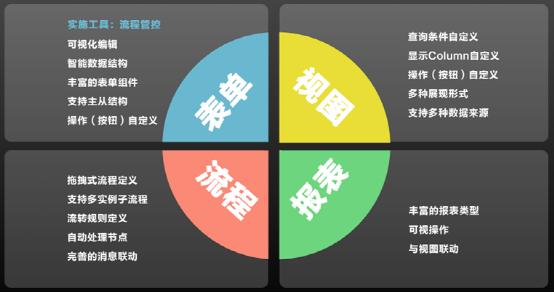 实施工具：流程管控
可视化编辑
智能数据结构
丰富的表单组件
支持主从结构
操作（按钮）自定义
表单
视图
查询条件自定义
显示Column自定义
操作（按钮）自定义
多种展现形式
支持多种数据来源
拖拽式流程定义
支持多实例子流程
流转规则定义
自动处理节点
完善的消息联动
流程
报表
丰富的报表类型
可视操作
与视图联动